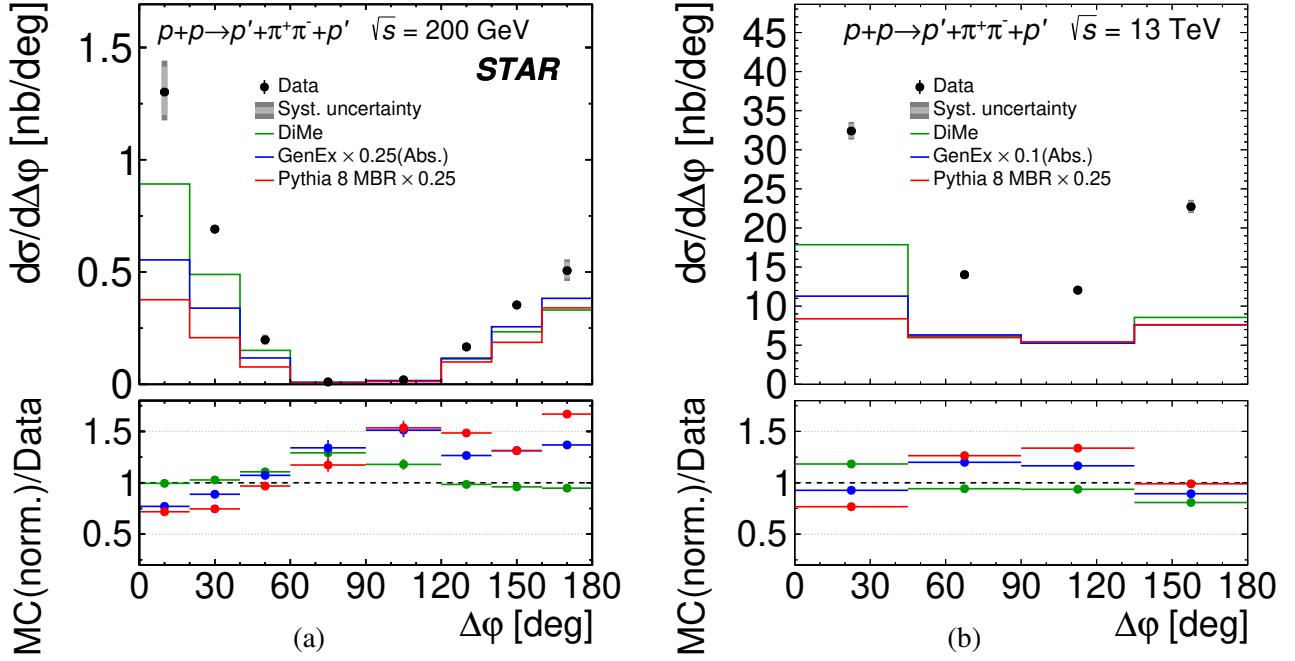 p+p→p′+π⁺π⁻+p′ √s = 200 GeV
STAR
Data
Syst. uncertainty
DiMe
GenEx × 0.25(Abs.)
Pythia 8 MBR × 0.25
dσ/dΔφ [nb/deg]
1.5
1
0.5
0
MC(norm.)/Data
1.5
1
0.5
0 30 60 90 120 150 180
Δφ [deg]
(a)
p+p→p′+π⁺π⁻+p′ √s = 13 TeV
Data
Syst. uncertainty
DiMe
GenEx × 0.1(Abs.)
Pythia 8 MBR × 0.25
dσ/dΔφ [nb/deg]
45
40
35
30
25
20
15
10
5
0
MC(norm.)/Data
1.5
1
0.5
0 30 60 90 120 150 180
Δφ [deg]
(b)